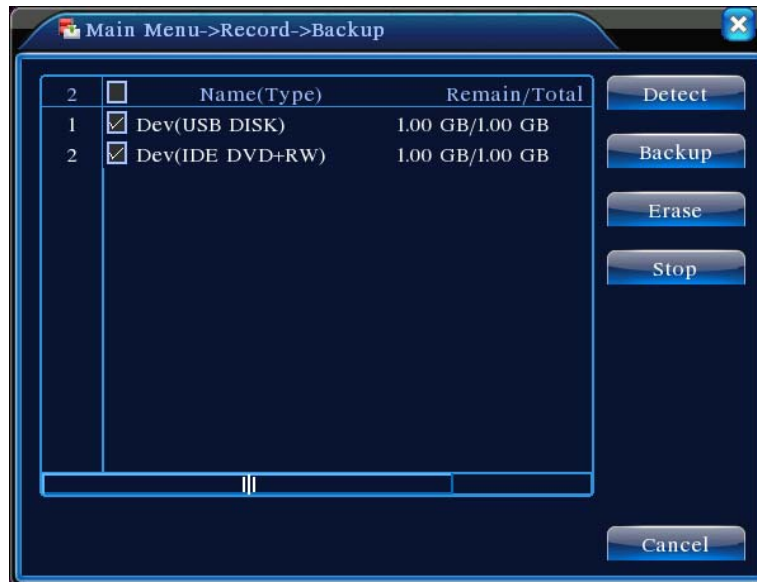 Main Menu->Record->Backup
2 Name(Type) Remain/Total
1 Dev(USB DISK) 1.00 GB/1.00 GB
2 Dev(IDE DVD+RW) 1.00 GB/1.00 GB
Detect
Backup
Erase
Stop
Cancel